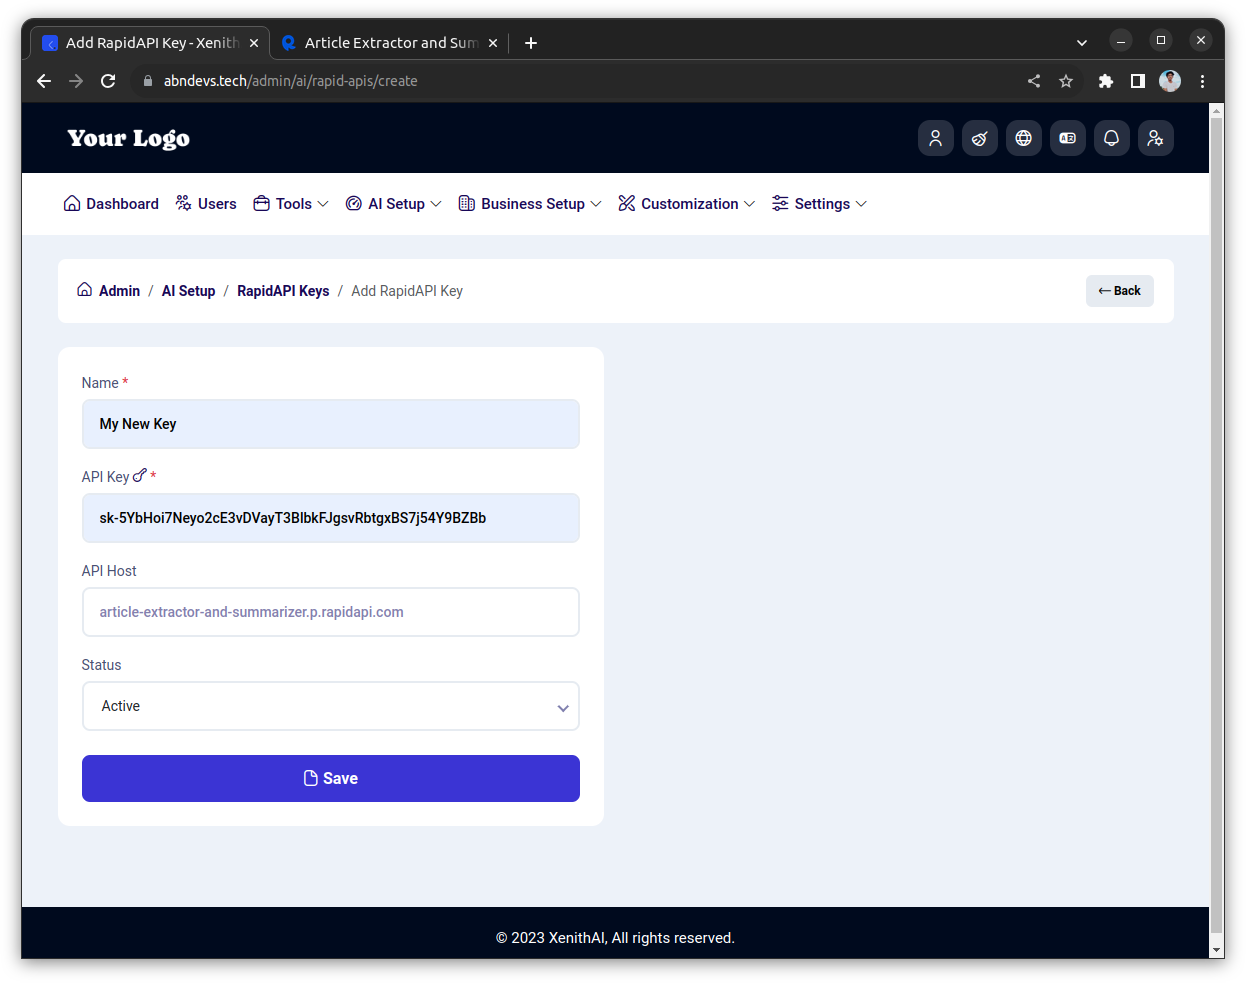 Add RapidAPI Key - Xenith
Article Extractor and Sum
abndevs.tech/admin/ai/rapid-apis/create
Your Logo
Dashboard Users Tools AI Setup Business Setup Customization Settings
Admin / AI Setup / RapidAPI Keys / Add RapidAPI Key
← Back
Name *
My New Key
API Key *
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
API Host
article-extractor-and-summarizer.p.rapidapi.com
Status
Active
Save
© 2023 XenithAI, All rights reserved.